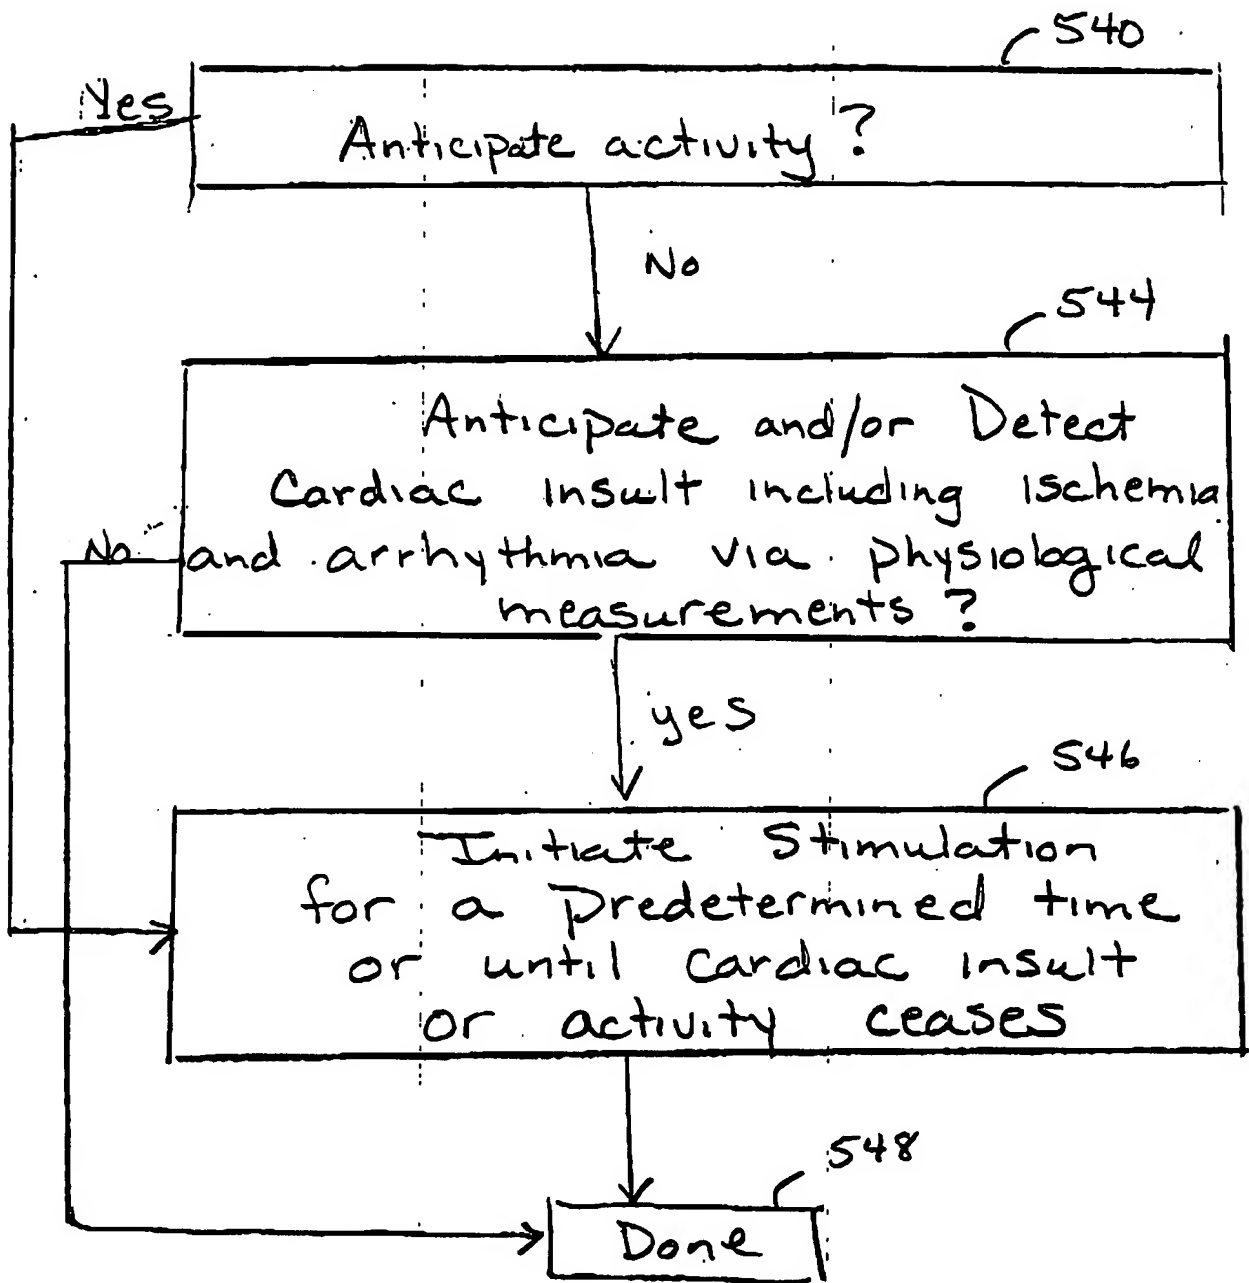 540
Yes
Anticipate activity?
No
544
Anticipate and/or Detect
Cardiac insult including ischemia
No
and arrhythmia via physiological
measurements?
yes
546
Initiate Stimulation
for a predetermined time
or until cardiac insult
or activity ceases
548
Done